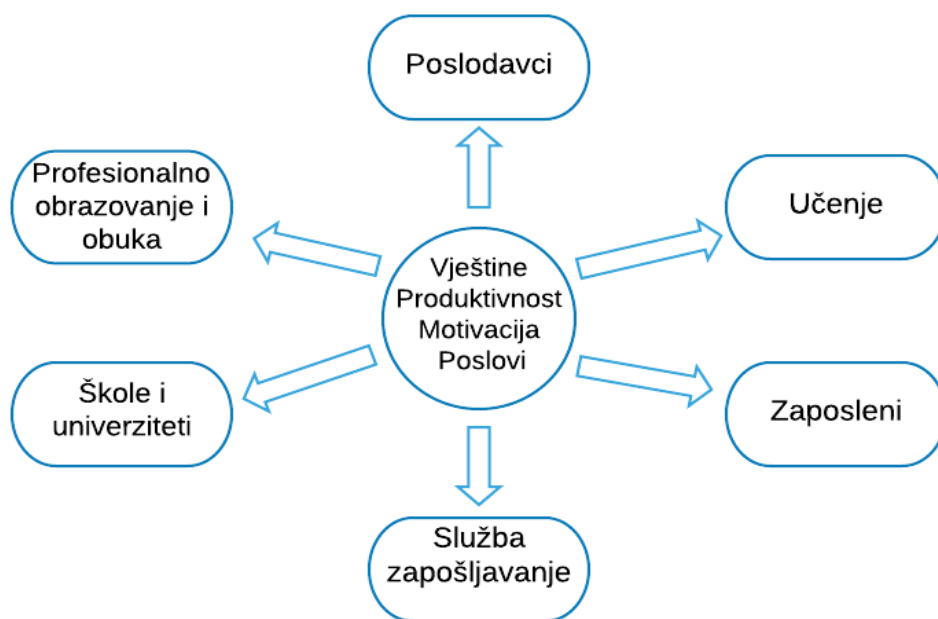 Poslodavci
Profesionalno
obrazovanje i
obuka
Učenje
Vještine
Produktivnost
Motivacija
Poslovi
Škole i
univerziteti
Zaposleni
Služba
zapošljavanje